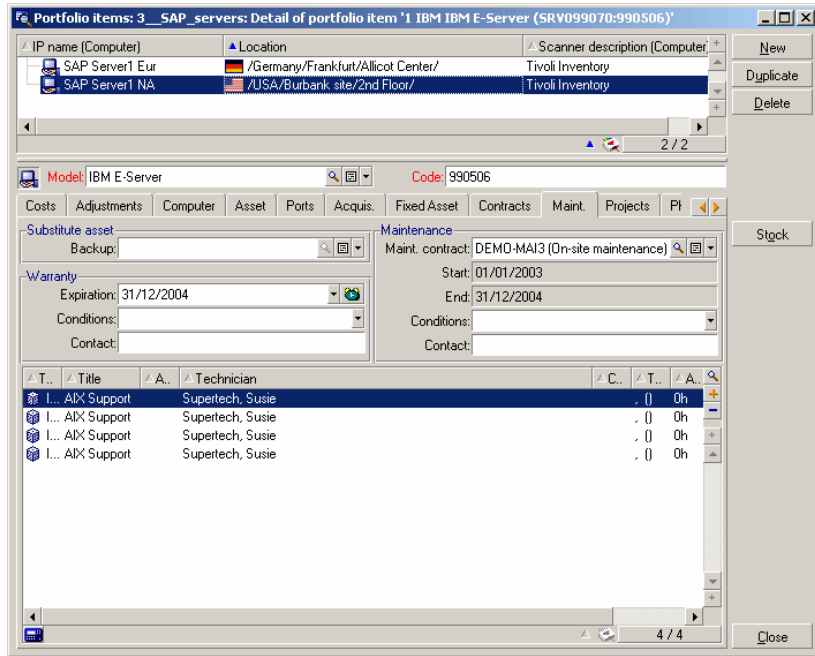 Portfolio items: 3__SAP_servers: Detail of portfolio item '1 IBM IBM E-Server (SRV099070:990506)'
IP name (Computer) Location Scanner description (Computer)
SAP Server1 Eur /Germany/Frankfurt/Allicot Center/ Tivoli Inventory
SAP Server1 NA /USA/Burbank site/2nd Floor/ Tivoli Inventory
2 / 2
New
Duplicate
Delete
Model: IBM E-Server Code: 990506
Costs Adjustments Computer Asset Ports Acquis. Fixed Asset Contracts Maint. Projects
Stock
Substitute asset
Backup:
Warranty
Expiration: 31/12/2004
Conditions:
Contact:
Maintenance
Maint. contract: DEMO-MAI3 (On-site maintenance)
Start: 01/01/2003
End: 31/12/2004
Conditions:
Contact:
T.. Title A.. Technician C.. T.. A..
I... AIX Support Supertech, Susie , () 0h
I... AIX Support Supertech, Susie , () 0h
I... AIX Support Supertech, Susie , () 0h
I... AIX Support Supertech, Susie , () 0h
4 / 4
Close